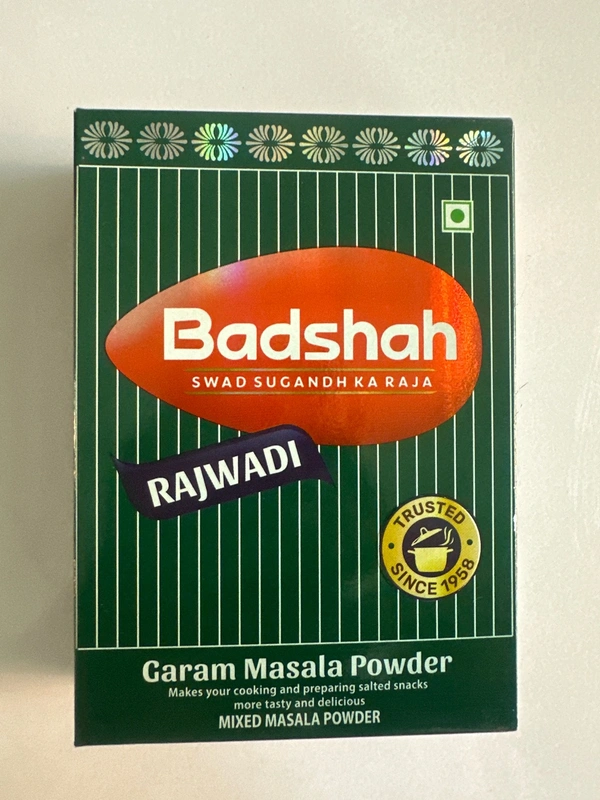 Badshah
SWAD SUGANDH KA RAJA
RAJWADI
TRUSTED
SINCE 1958
Garam Masala Powder
Makes your cooking and preparing salted snacks
more tasty and delicious
MIXED MASALA POWDER